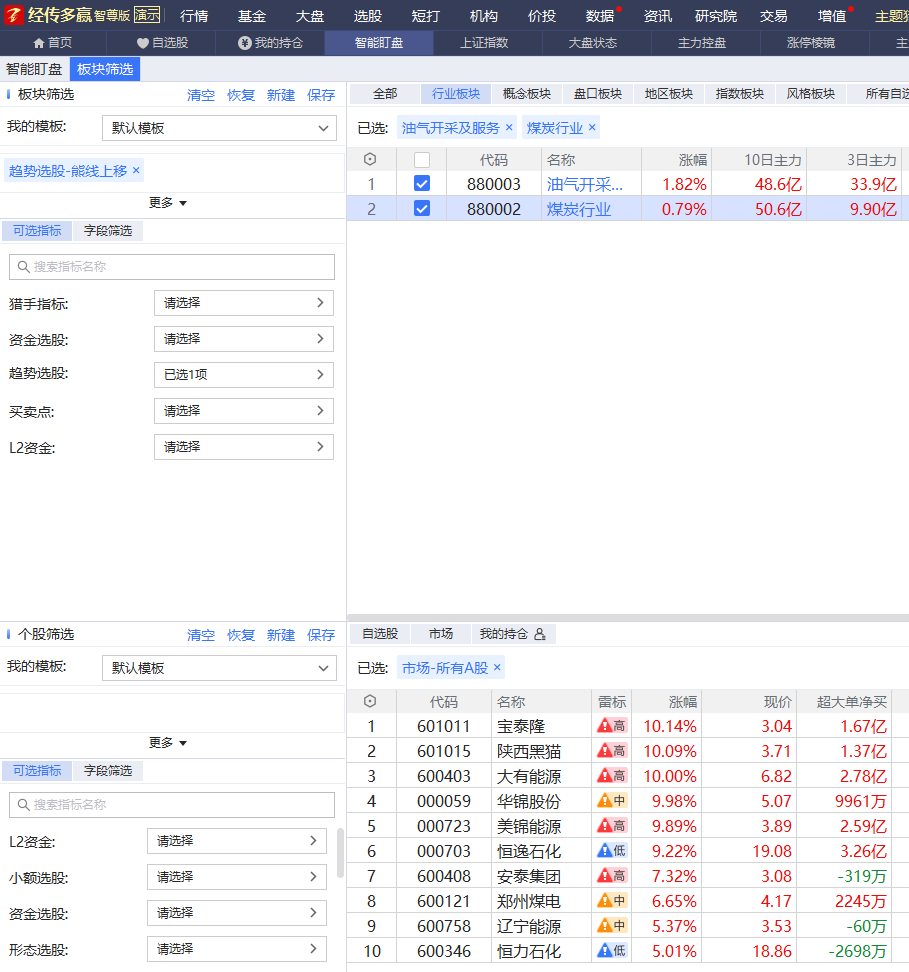 经传多赢 智尊版 演示 行情 基金 大盘 选股 短打 机构 价投 数据 资讯 研究院 交易 增值
首页 自选股 我的持仓 智能盯盘 上证指数 大盘状态 主力控盘 涨停棱镜
智能盯盘 板块筛选
板块筛选 清空 恢复 新建 保存
我的模板: 默认模板
趋势选股-熊线上移 ×
更多
可选指标 字段筛选
搜索指标名称
猎手指标: 请选择
资金选股: 请选择
趋势选股: 已选1项
买卖点: 请选择
L2资金: 请选择
全部 行业板块 概念板块 盘口板块 地区板块 指数板块 风格板块 所有自选
已选: 油气开采及服务 × 煤炭行业 ×
代码 名称 涨幅 10日主力 3日主力
1 880003 油气开采... 1.82% 48.6亿 33.9亿
2 880002 煤炭行业 0.79% 50.6亿 9.90亿
个股筛选 清空 恢复 新建 保存
我的模板: 默认模板
更多
可选指标 字段筛选
搜索指标名称
L2资金: 请选择
小额选股: 请选择
资金选股: 请选择
形态选股: 请选择
自选股 市场 我的持仓
已选: 市场-所有A股 ×
代码 名称 雷标 涨幅 现价 超大单净买
1 601011 宝泰隆 高 10.14% 3.04 1.67亿
2 601015 陕西黑猫 高 10.09% 3.71 1.37亿
3 600403 大有能源 高 10.00% 6.82 2.78亿
4 000059 华锦股份 中 9.98% 5.07 9961万
5 000723 美锦能源 高 9.89% 3.89 2.59亿
6 000703 恒逸石化 低 9.22% 19.08 3.26亿
7 600408 安泰集团 高 7.32% 3.08 -319万
8 600121 郑州煤电 中 6.65% 4.17 2245万
9 600758 辽宁能源 中 5.37% 3.53 -60万
10 600346 恒力石化 低 5.01% 18.86 -2698万